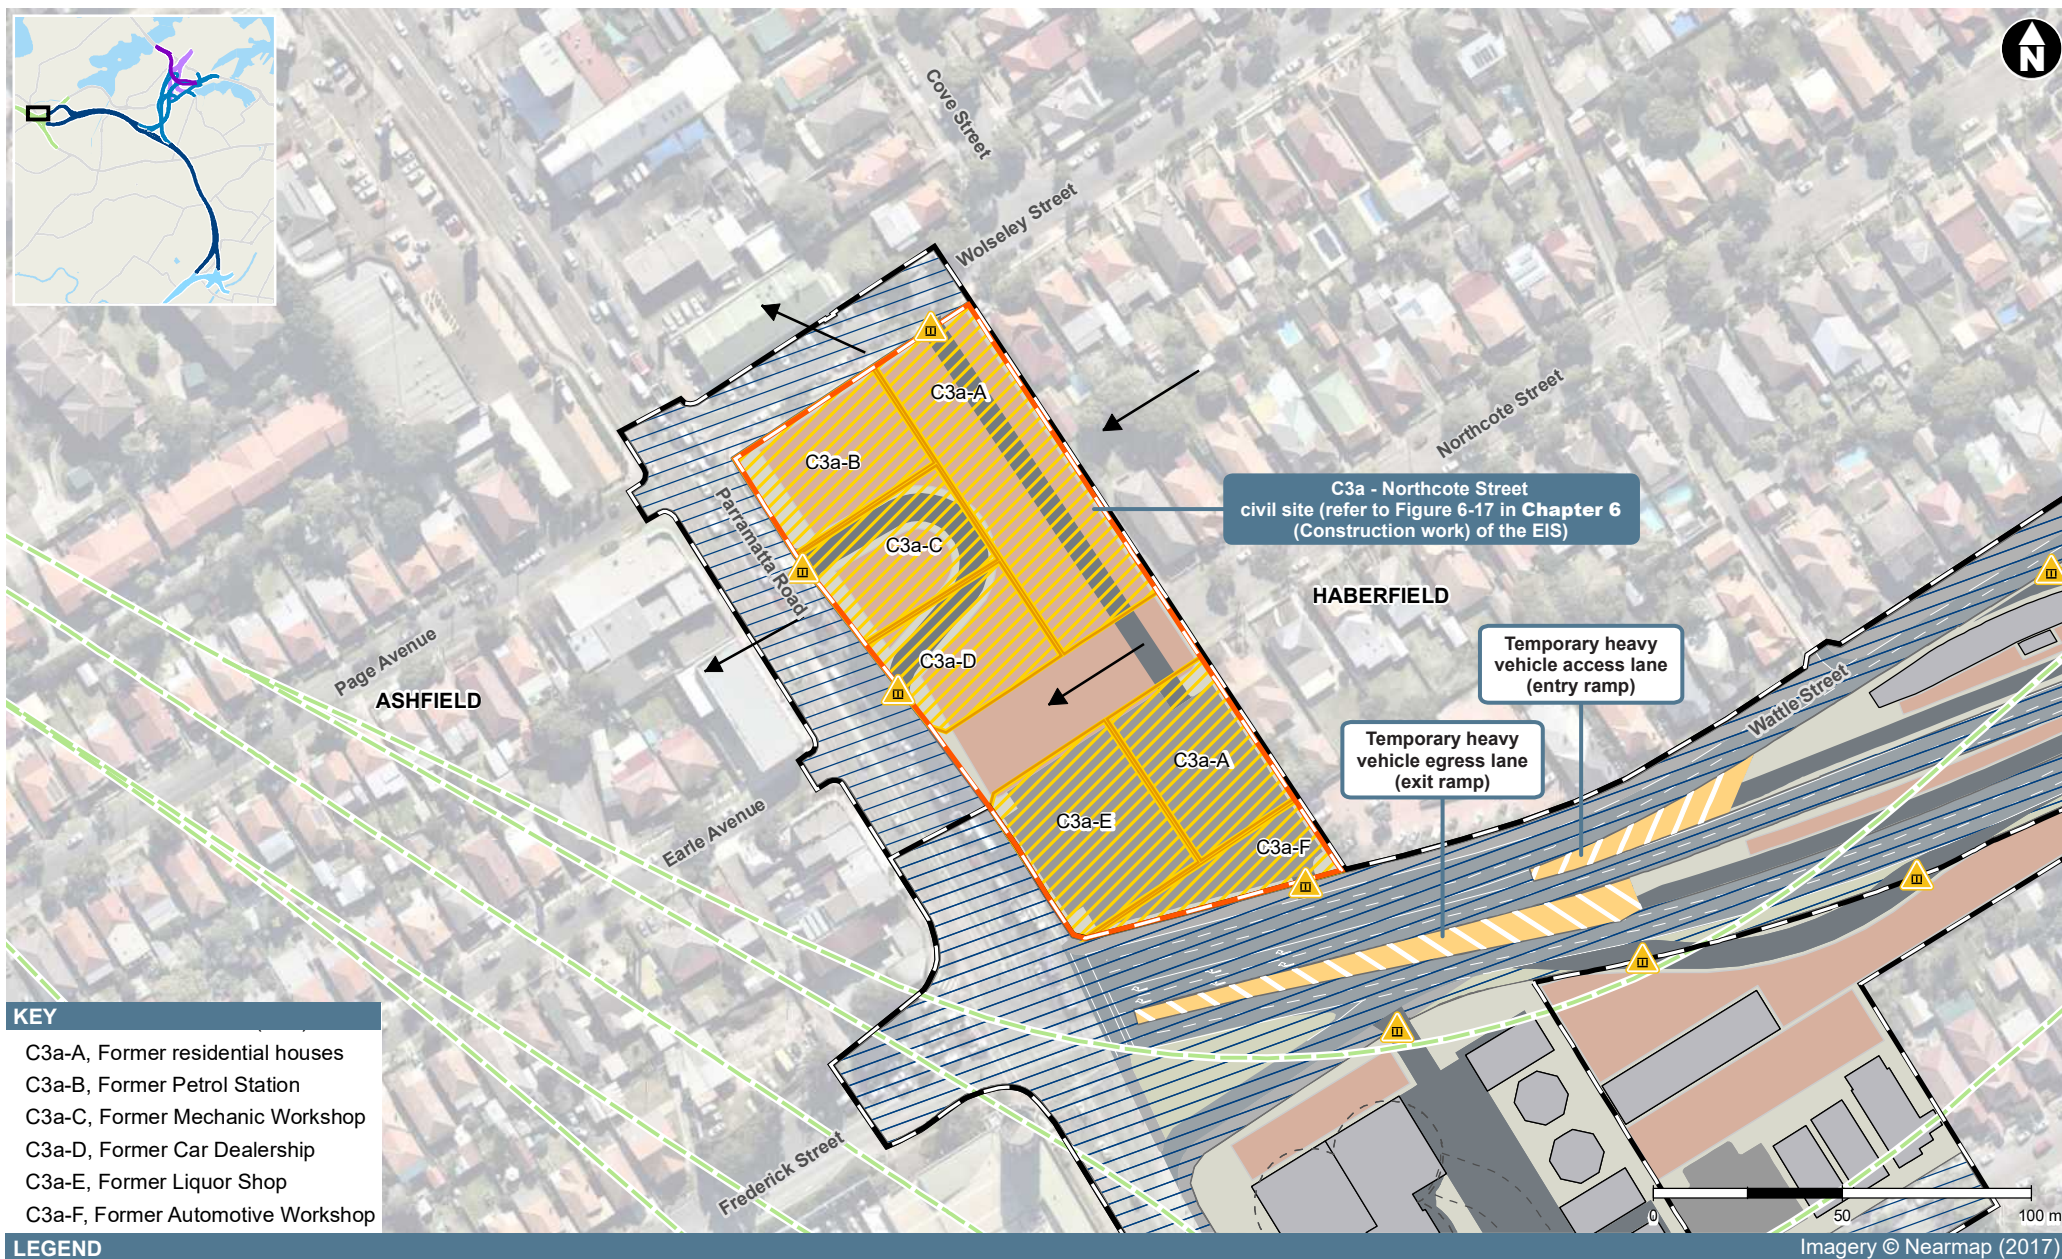 N
Cove Street
Wolseley Street
C3a-A
C3a-B
Northcote Street
C3a - Northcote Street
civil site (refer to Figure 6-17 in Chapter 6
(Construction work) of the EIS)
Parramatta Road
C3a-C
HABERFIELD
Temporary heavy
vehicle access lane
(entry ramp)
Page Avenue
C3a-D
ASHFIELD
Wattle Street
Temporary heavy
vehicle egress lane
(exit ramp)
C3a-A
C3a-E
Earle Avenue
C3a-F
KEY
C3a-A, Former residential houses
C3a-B, Former Petrol Station
C3a-C, Former Mechanic Workshop
C3a-D, Former Car Dealership
C3a-E, Former Liquor Shop
C3a-F, Former Automotive Workshop
Frederick Street
0 50 100 m
LEGEND
Imagery © Nearmap (2017)